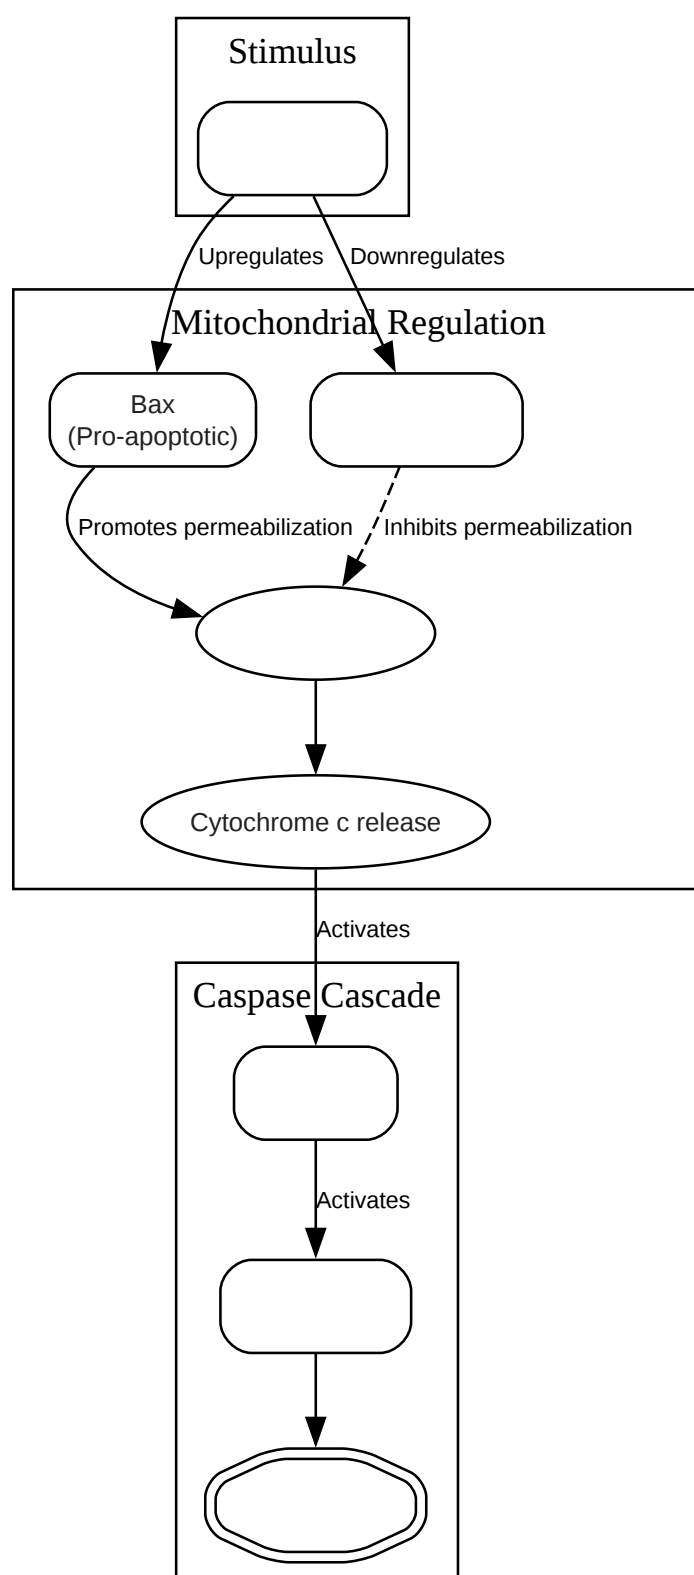 Stimulus
Upregulates
Downregulates
Mitochondrial Regulation
Bax
(Pro-apoptotic)
Promotes permeabilization
Inhibits permeabilization
Cytochrome c release
Activates
Caspase Cascade
Activates